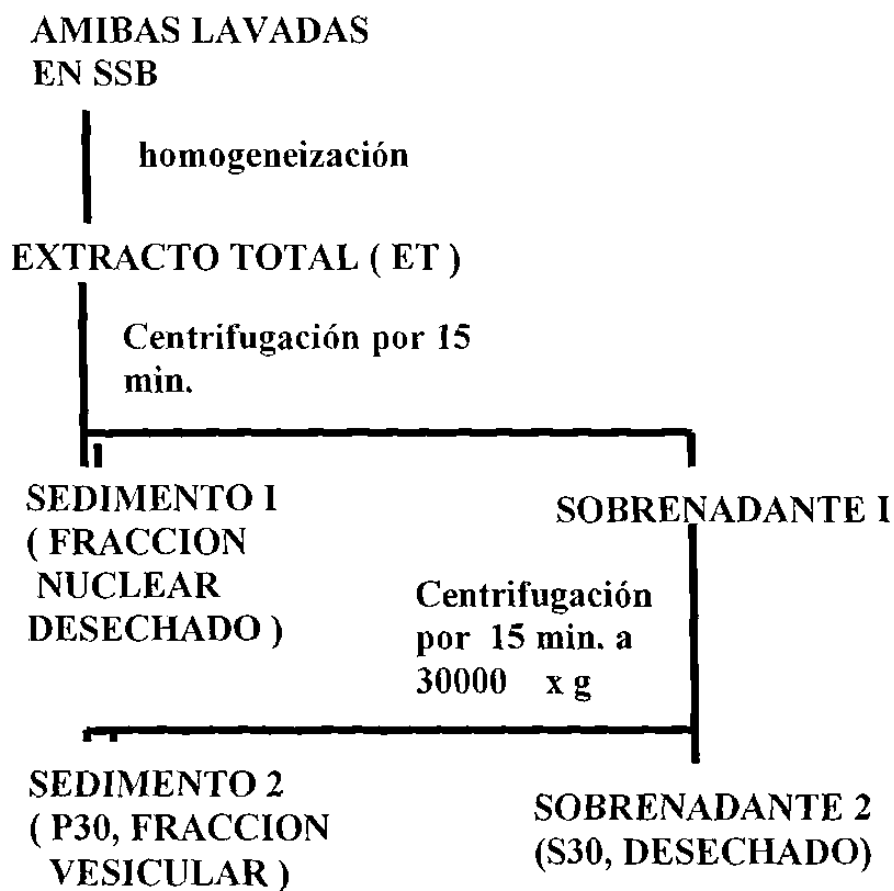 AMIBAS LAVADAS
EN SSB
homogeneización
EXTRACTO TOTAL ( ET )
Centrifugación por 15
min.
SEDIMENTO I
( FRACCION
NUCLEAR
DESECHADO )
SOBRENADANTE I
Centrifugación
por 15 min. a
30000 x g
SEDIMENTO 2
( P30, FRACCION
VESICULAR )
SOBRENADANTE 2
(S30, DESECHADO)